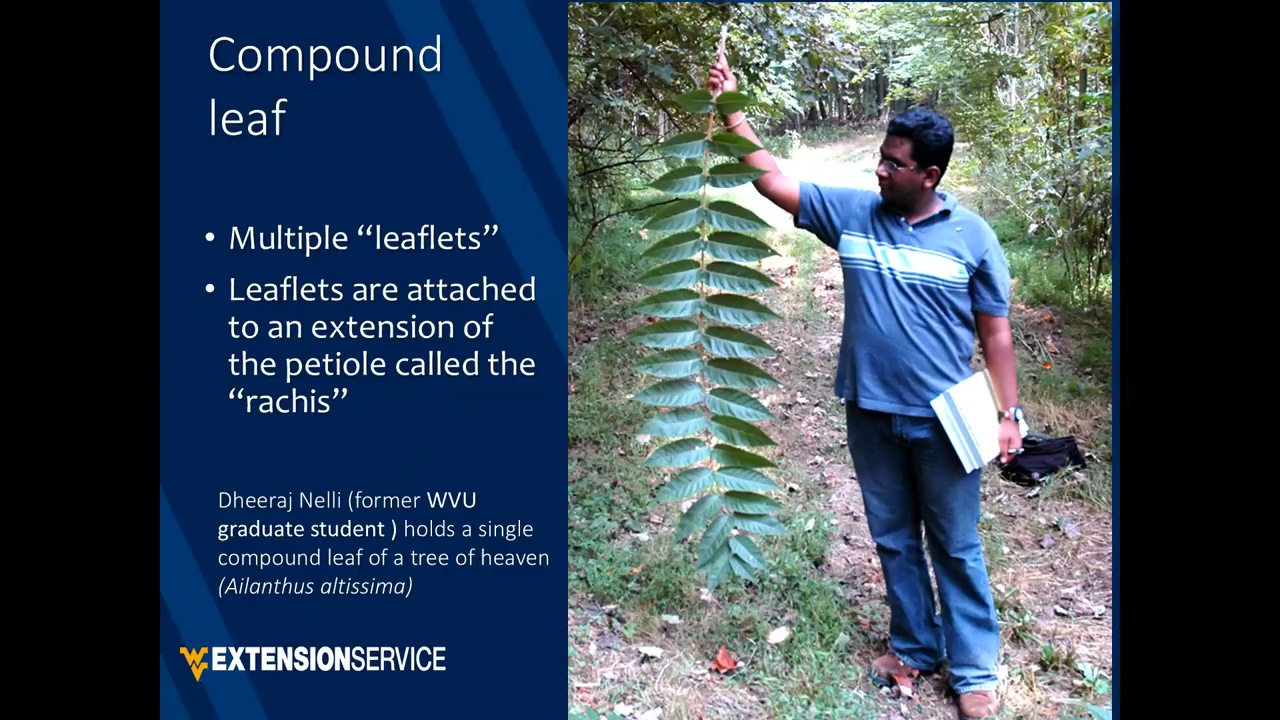 Compound
leaf
• Multiple “leaflets”
• Leaflets are attached
to an extension of
the petiole called the
“rachis”
Dheeraj Nelli (former WVU
graduate student ) holds a single
compound leaf of a tree of heaven
(Ailanthus altissima)
WV EXTENSIONSERVICE